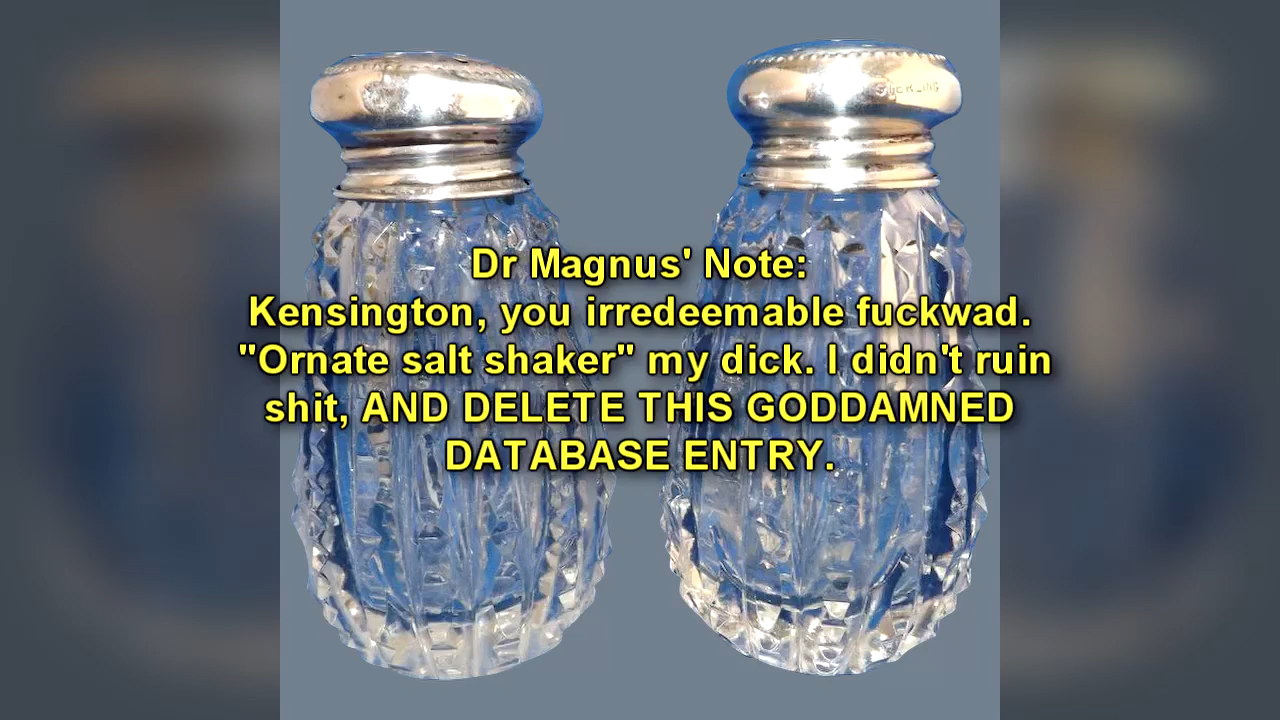 STERLING
Dr Magnus' Note:
Kensington, you irredeemable fuckwad.
"Ornate salt shaker" my dick. I didn't ruin
shit, AND DELETE THIS GODDAMNED
DATABASE ENTRY.